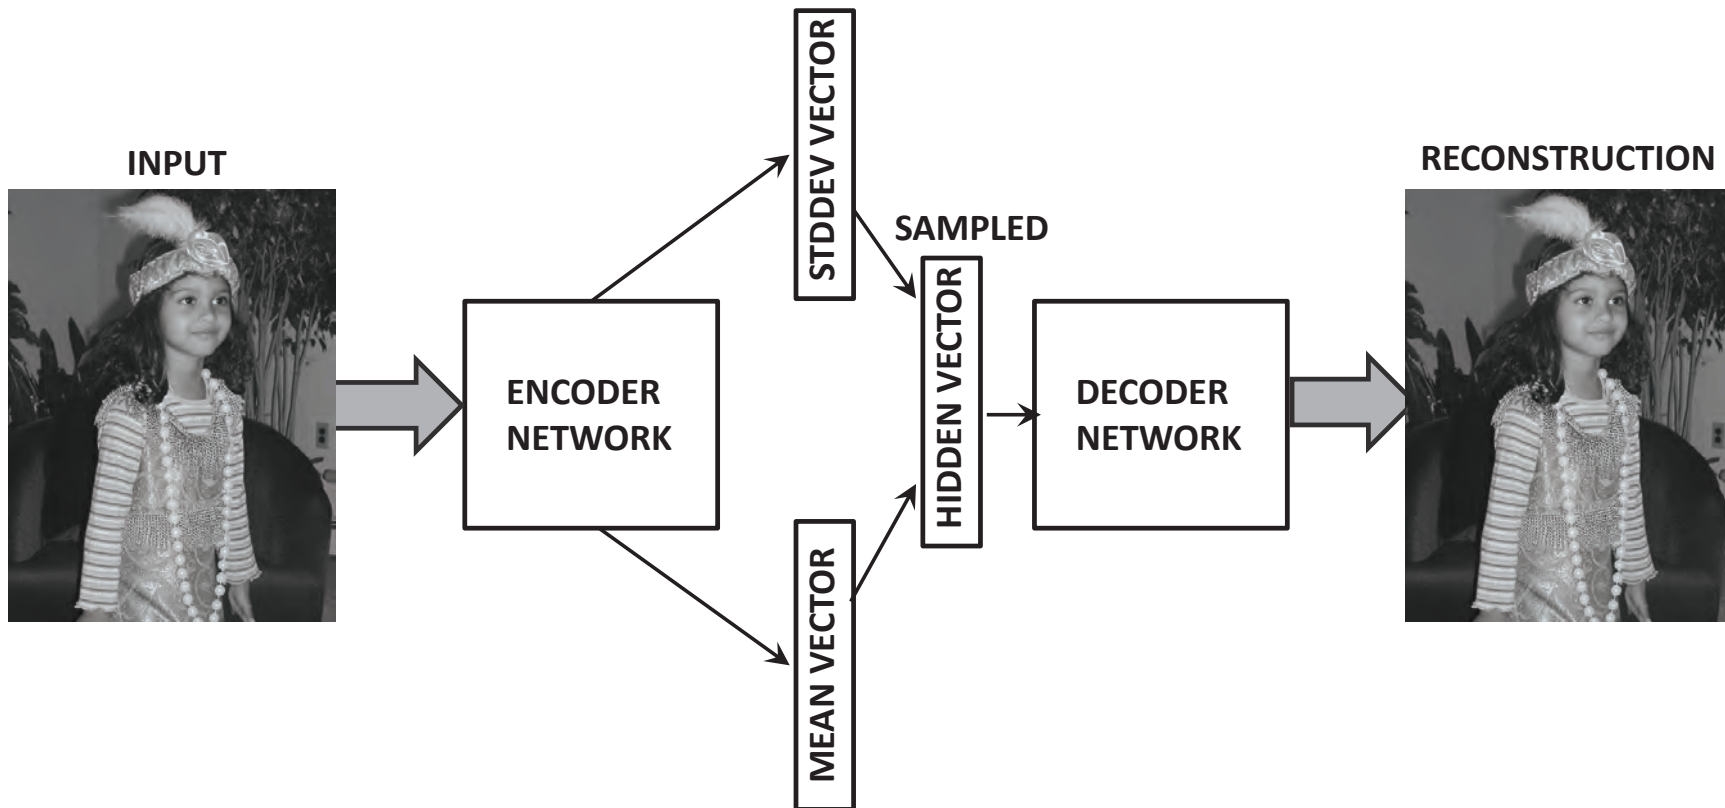 INPUT
ENCODER
NETWORK
STDDEV VECTOR
MEAN VECTOR
SAMPLED
HIDDEN VECTOR
DECODER
NETWORK
RECONSTRUCTION